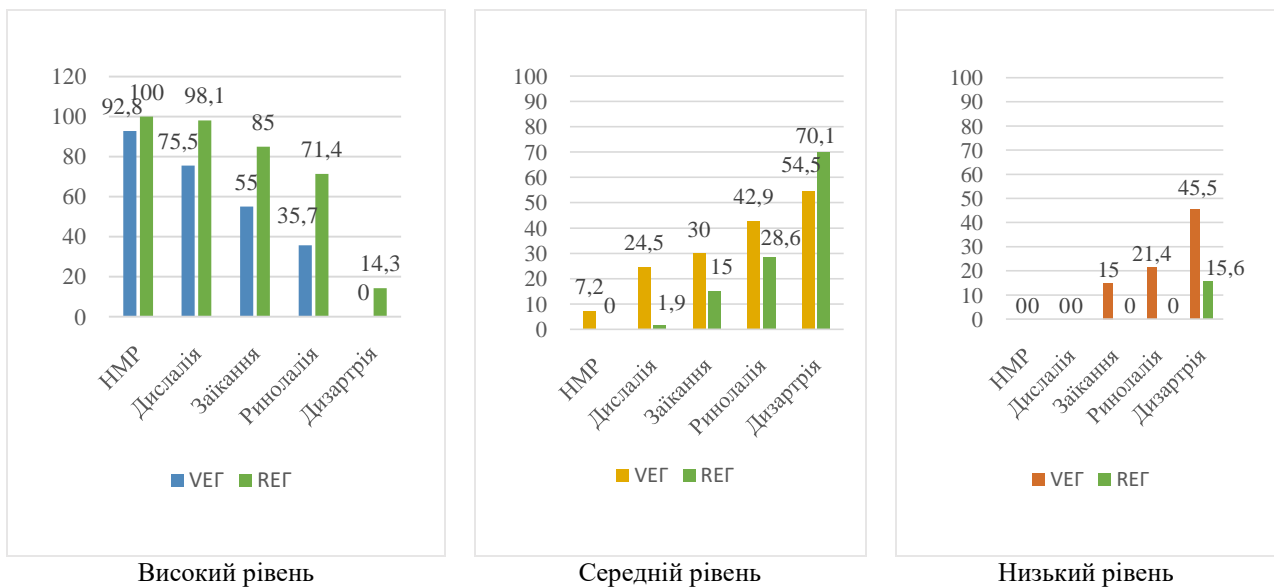 120
100
80
60
40
20
0
92,8
100
75,5
98,1
55
85
35,7
71,4
0
14,3
НМР
Дислалія
Заїкання
Ринолалія
Дизартрія
VЕГ RЕГ
Високий рівень
100
90
80
70
60
50
40
30
20
10
0
7,2
0
24,5
1,9
30
15
42,9
28,6
54,5
70,1
НМР
Дислалія
Заїкання
Ринолалія
Дизартрія
VЕГ RЕГ
Середній рівень
100
90
80
70
60
50
40
30
20
10
0
00
00
15
0
21,4
0
45,5
15,6
НМР
Дислалія
Заїкання
Ринолалія
Дизартрія
VЕГ RЕГ
Низький рівень